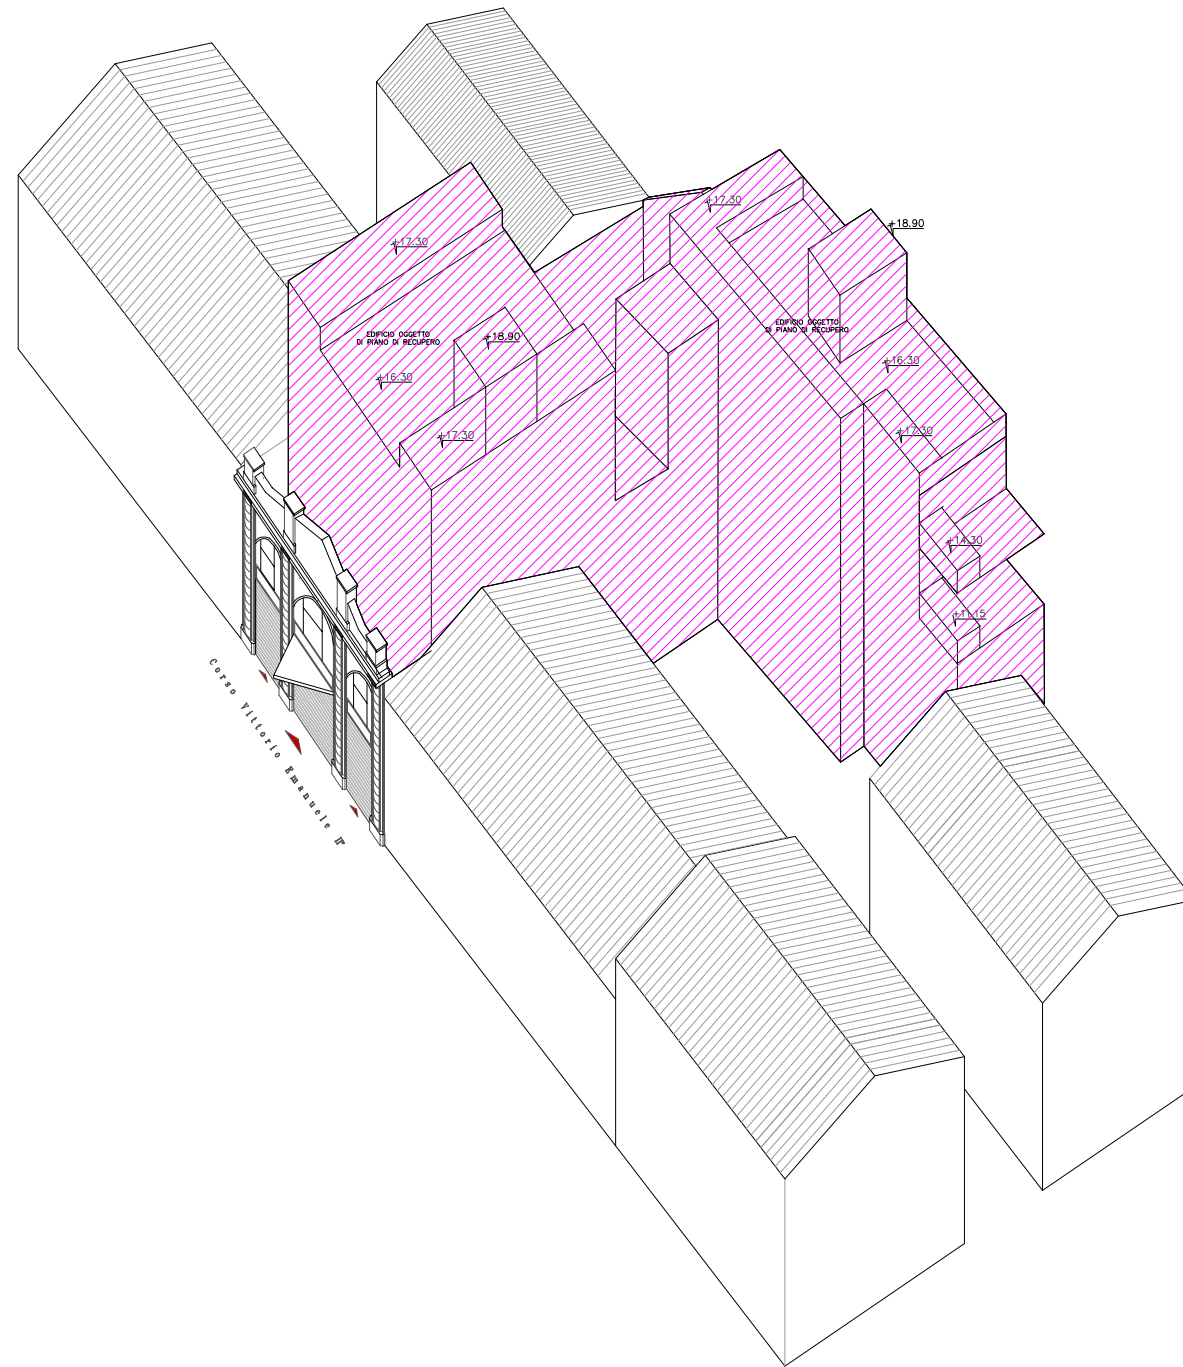 +17.30
+18.90
+17.30
EDIFICIO OGGETTO
DI PIANO DI RECUPERO
EDIFICIO OGGETTO
DI PIANO DI RECUPERO
+18.90
+16.30
+16.30
+17.30
+17.30
+14.30
+11.15
Corso Vittorio Emanuele II°